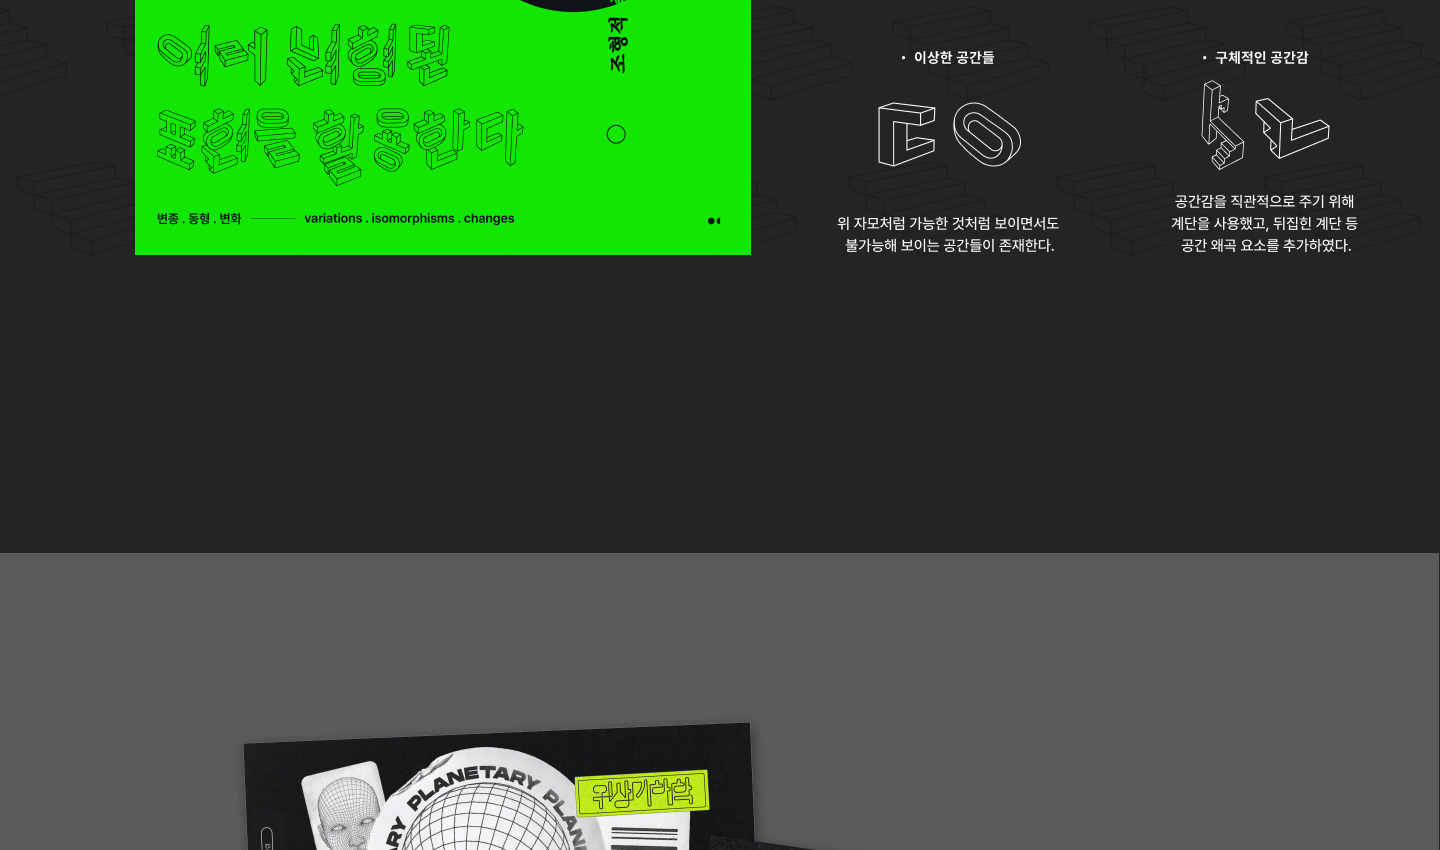 여러 뇐험된
표현을 활용한다
조형적
변종 . 동형 . 변화 variations . isomorphisms . changes
• 이상한 공간들
위 자모처럼 가능한 것처럼 보이면서도
불가능해 보이는 공간들이 존재한다.
• 구체적인 공간감
공간감을 직관적으로 주기 위해
계단을 사용했고, 뒤집힌 계단 등
공간 왜곡 요소를 추가하였다.
PLANETARY
위상기하학